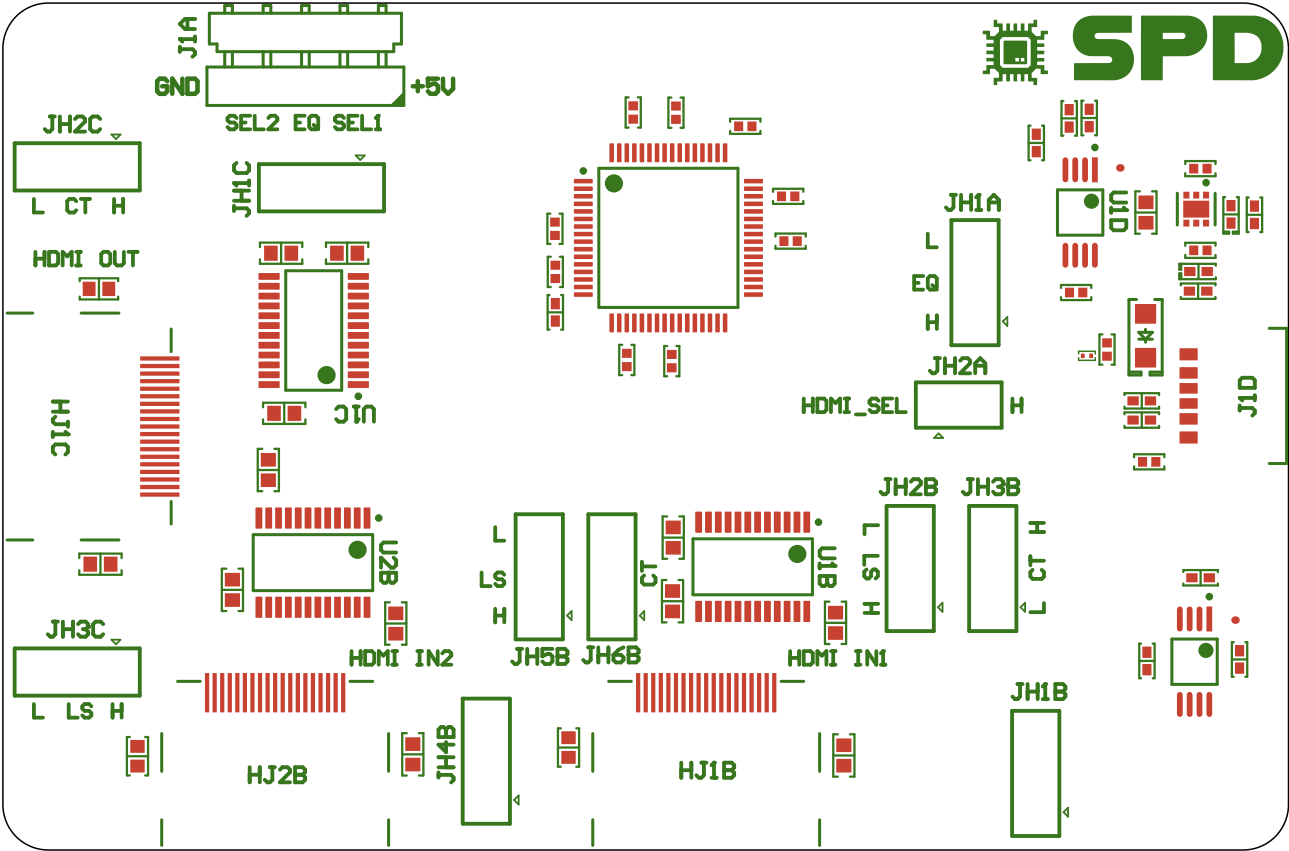 SPD
J1A
GND
+5V
SEL2 EQ SEL1
JH2C
L CT H
JH1C
HDMI OUT
JH1A
L
EQ
H
U1D
JH2A
HDMI_SEL
H
J1D
U1C
HJ1C
JH2B
JH3B
L
LS
H
CT
L
LS
H
H
CT
L
U2B
U1B
JH3C
L LS H
HDMI IN2
JH5B
JH6B
HDMI IN1
JH1B
HJ2B
JH4B
HJ1B